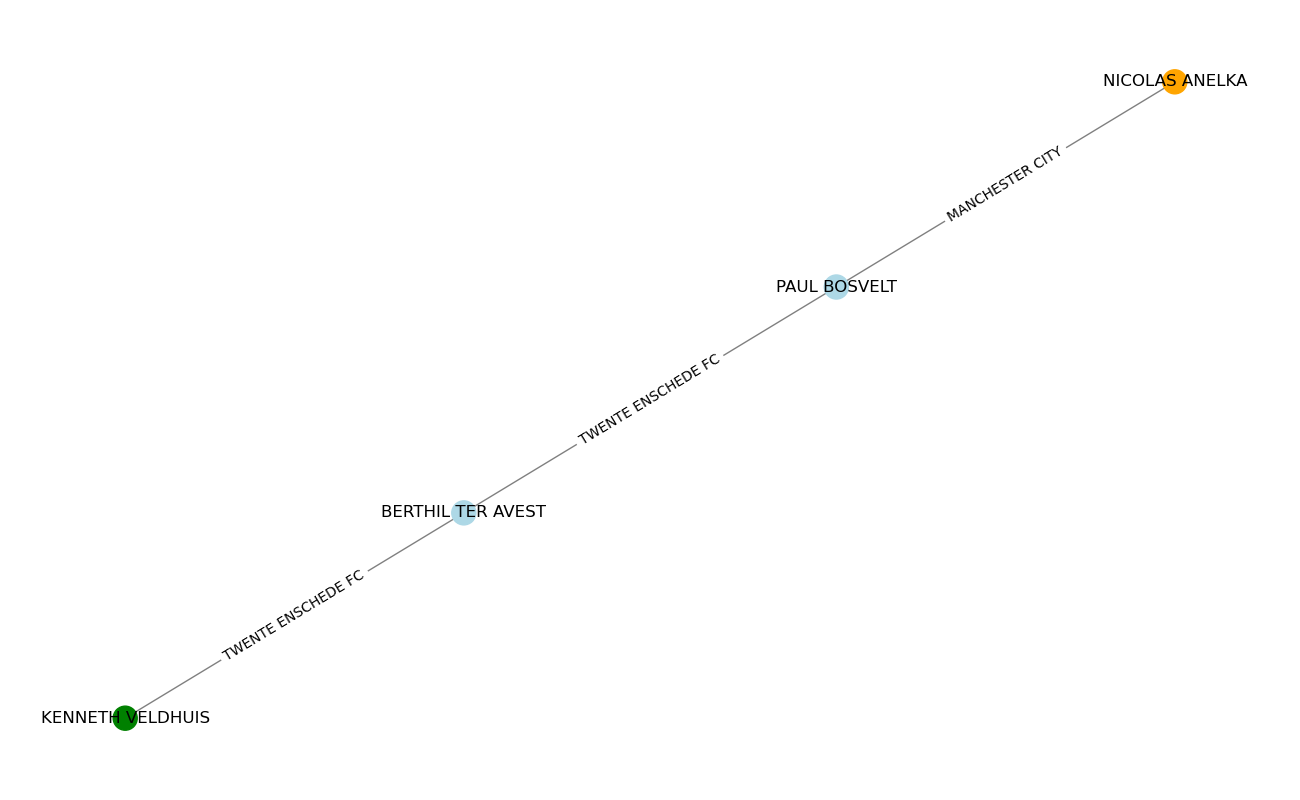 NICOLAS ANELKA
MANCHESTER CITY
PAUL BOSVELT
TWENTE ENSCHEDE FC
BERTHIL TER AVEST
TWENTE ENSCHEDE FC
KENNETH VELDHUIS